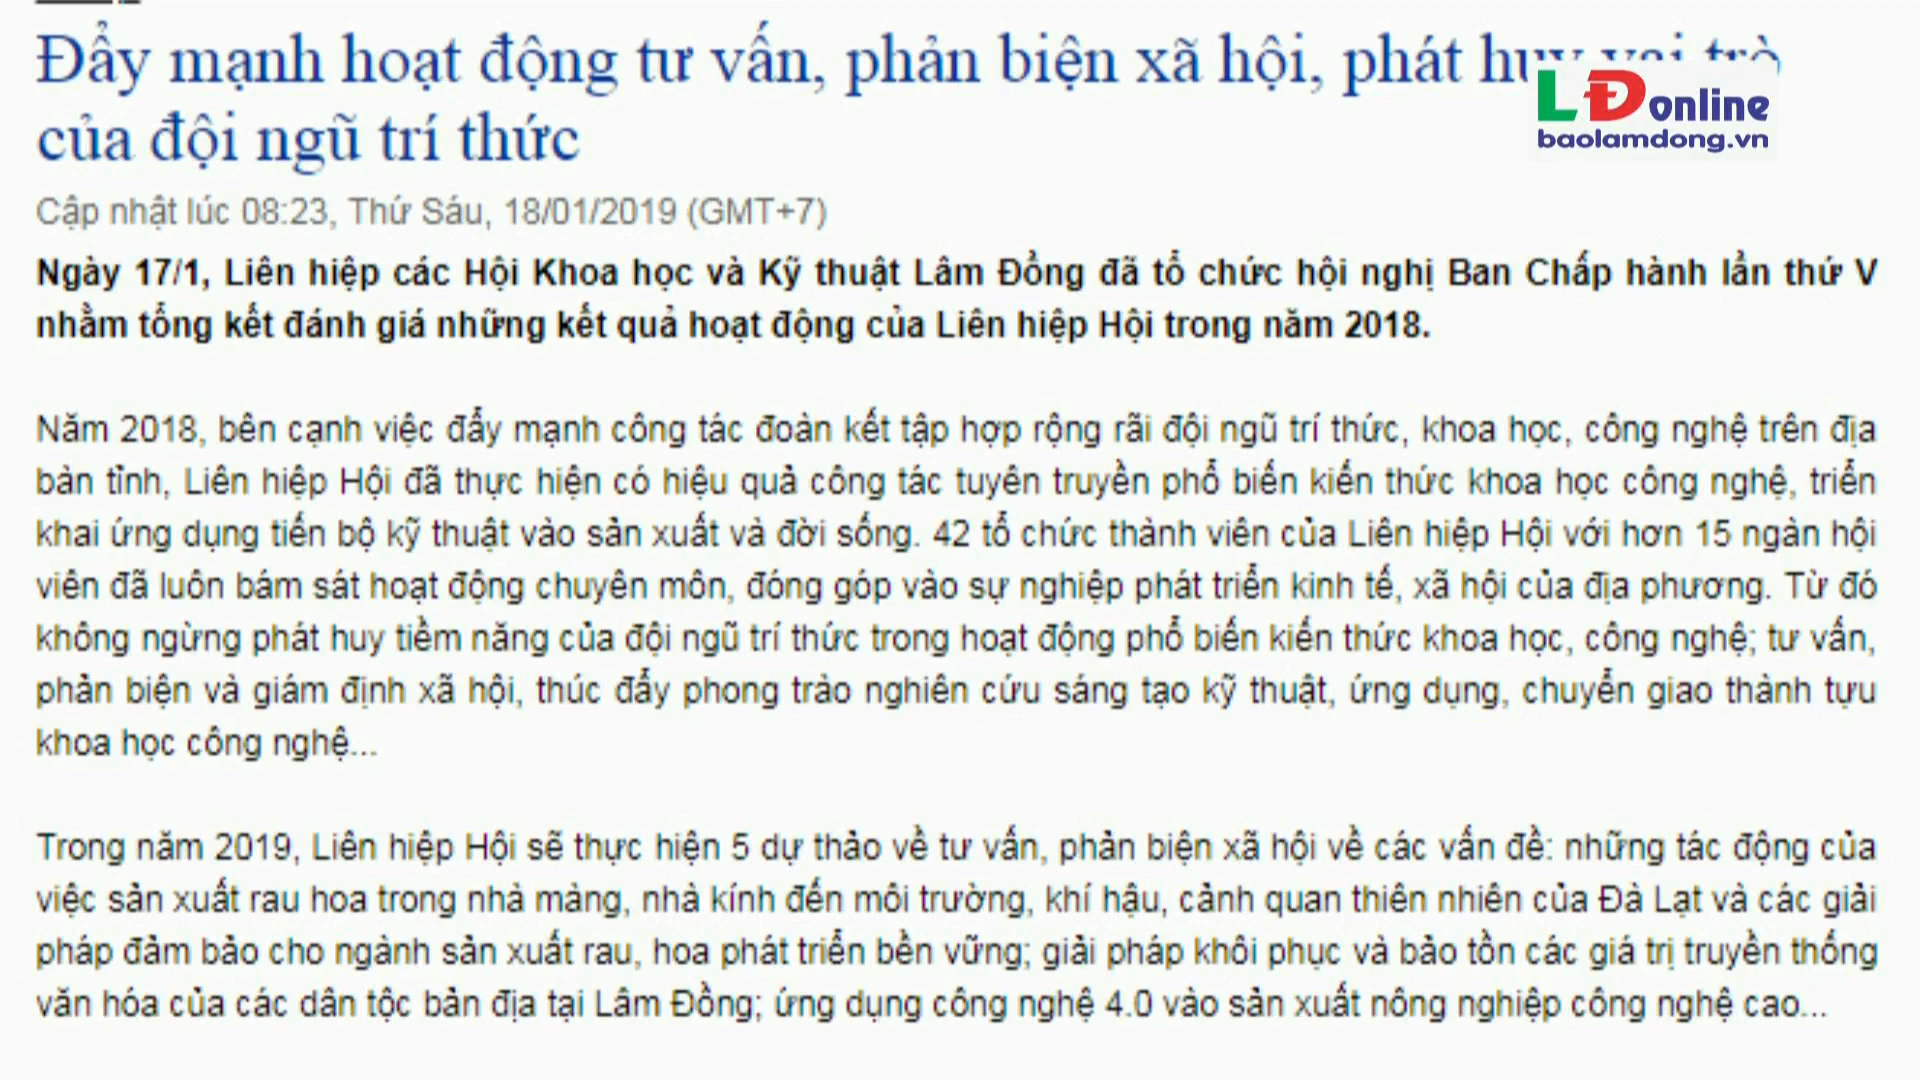 Đẩy mạnh hoạt động tư vấn, phản biện xã hội, phát huy vai trò
của đội ngũ trí thức
LĐ online
baolamdong.vn
Cập nhật lúc 08:23, Thứ Sáu, 18/01/2019 (GMT+7)
Ngày 17/1, Liên hiệp các Hội Khoa học và Kỹ thuật Lâm Đồng đã tổ chức hội nghị Ban Chấp hành lần thứ V
nhằm tổng kết đánh giá những kết quả hoạt động của Liên hiệp Hội trong năm 2018.
Năm 2018, bên cạnh việc đẩy mạnh công tác đoàn kết tập hợp rộng rãi đội ngũ trí thức, khoa học, công nghệ trên địa
bàn tỉnh, Liên hiệp Hội đã thực hiện có hiệu quả công tác tuyên truyền phổ biến kiến thức khoa học công nghệ, triển
khai ứng dụng tiến bộ kỹ thuật vào sản xuất và đời sống. 42 tổ chức thành viên của Liên hiệp Hội với hơn 15 ngàn hội
viên đã luôn bám sát hoạt động chuyên môn, đóng góp vào sự nghiệp phát triển kinh tế, xã hội của địa phương. Từ đó
không ngừng phát huy tiềm năng của đội ngũ trí thức trong hoạt động phổ biến kiến thức khoa học, công nghệ; tư vấn,
phản biện và giám định xã hội, thúc đẩy phong trào nghiên cứu sáng tạo kỹ thuật, ứng dụng, chuyển giao thành tựu
khoa học công nghệ...
Trong năm 2019, Liên hiệp Hội sẽ thực hiện 5 dự thảo về tư vấn, phản biện xã hội về các vấn đề: những tác động của
việc sản xuất rau hoa trong nhà màng, nhà kính đến môi trường, khí hậu, cảnh quan thiên nhiên của Đà Lạt và các giải
pháp đảm bảo cho ngành sản xuất rau, hoa phát triển bền vững; giải pháp khôi phục và bảo tồn các giá trị truyền thống
văn hóa của các dân tộc bản địa tại Lâm Đồng; ứng dụng công nghệ 4.0 vào sản xuất nông nghiệp công nghệ cao...